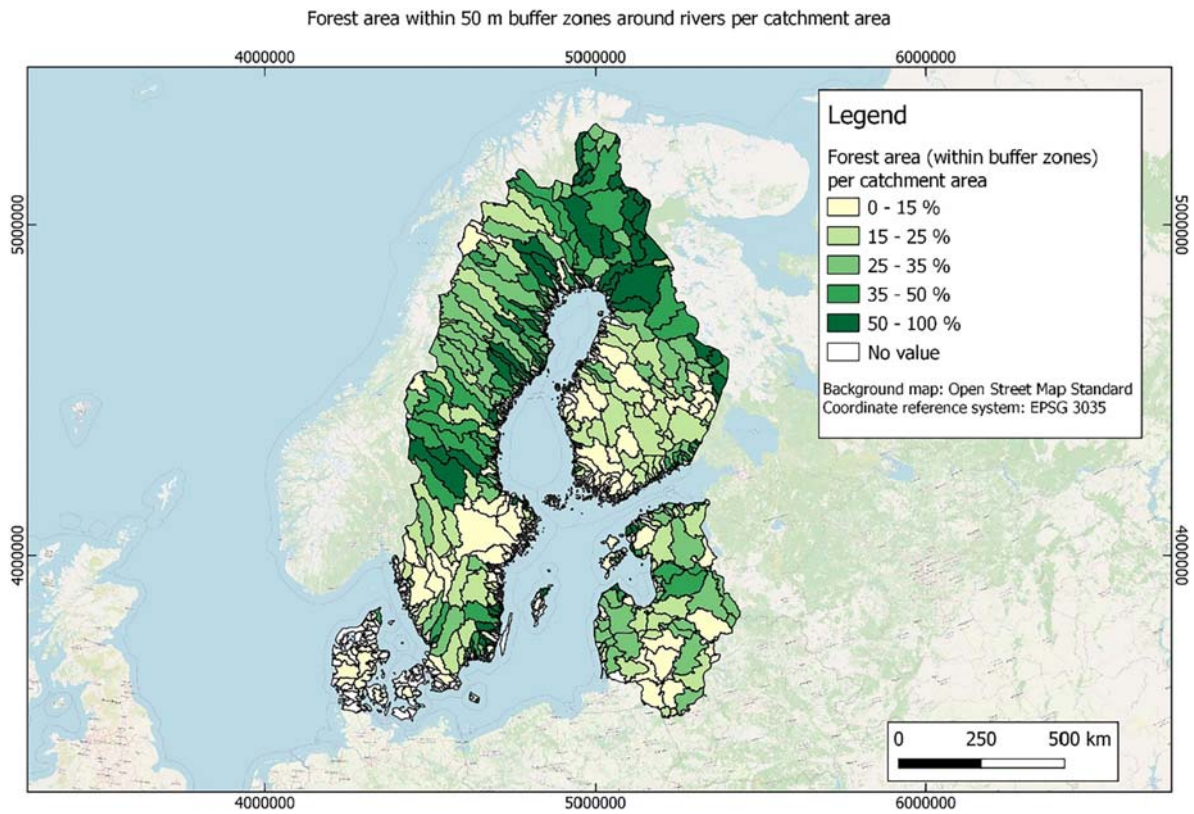 Forest area within 50 m buffer zones around rivers per catchment area
4000000 5000000 6000000
Legend
Forest area (within buffer zones)
per catchment area
0 - 15 %
15 - 25 %
25 - 35 %
35 - 50 %
50 - 100 %
No value
Background map: Open Street Map Standard
Coordinate reference system: EPSG 3035
5000000 5000000
4000000 4000000
0 250 500 km
4000000 5000000 6000000